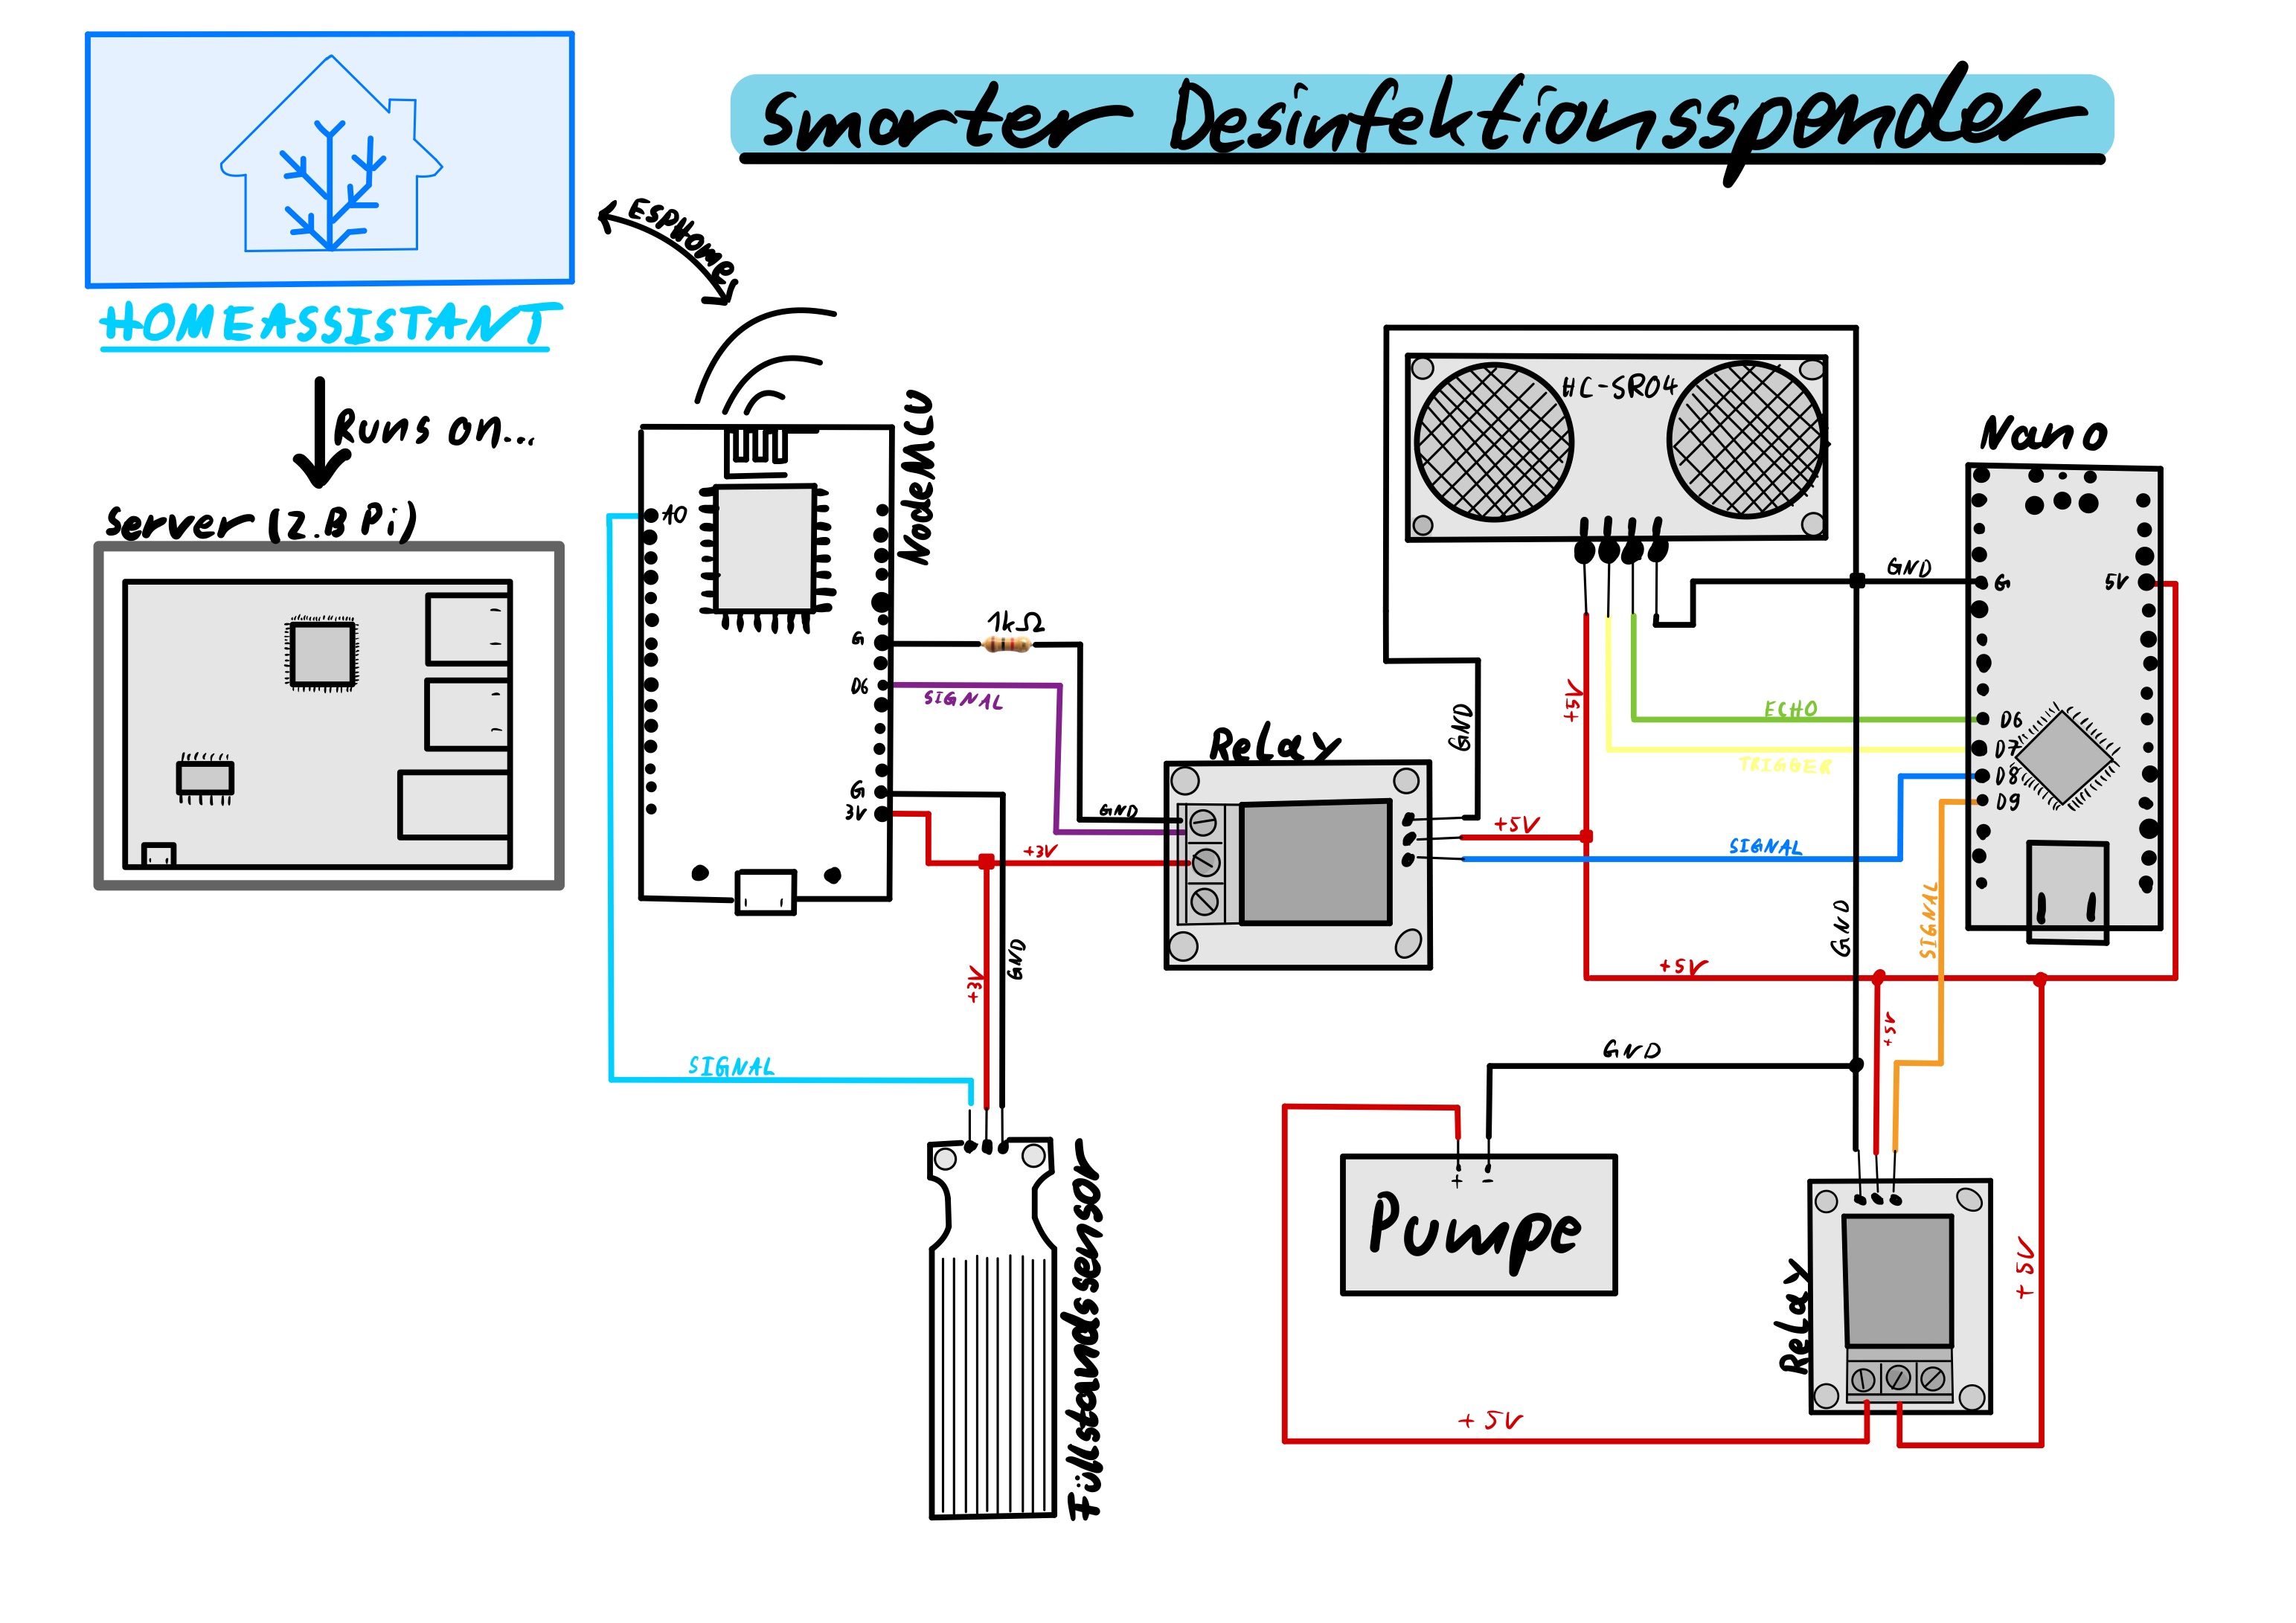 Smarter Desinfektionsspender
ESPHome
HOMEASSISTANT
Runs on...
Server (z.B Pi)
NodeMCU
A0
G
D6
G
3V
1kΩ
SIGNAL
GND
+3V
+3V
GND
SIGNAL
Füllstandssensor
Relay
GND
+5V
+5V
SIGNAL
HC-SR04
ECHO
TRIGGER
GND
Nano
G
5V
D6
D7
D8
D9
SIGNAL
GND
+5V
+5V
GND
+ -
Pumpe
Relay
+5V
+5V